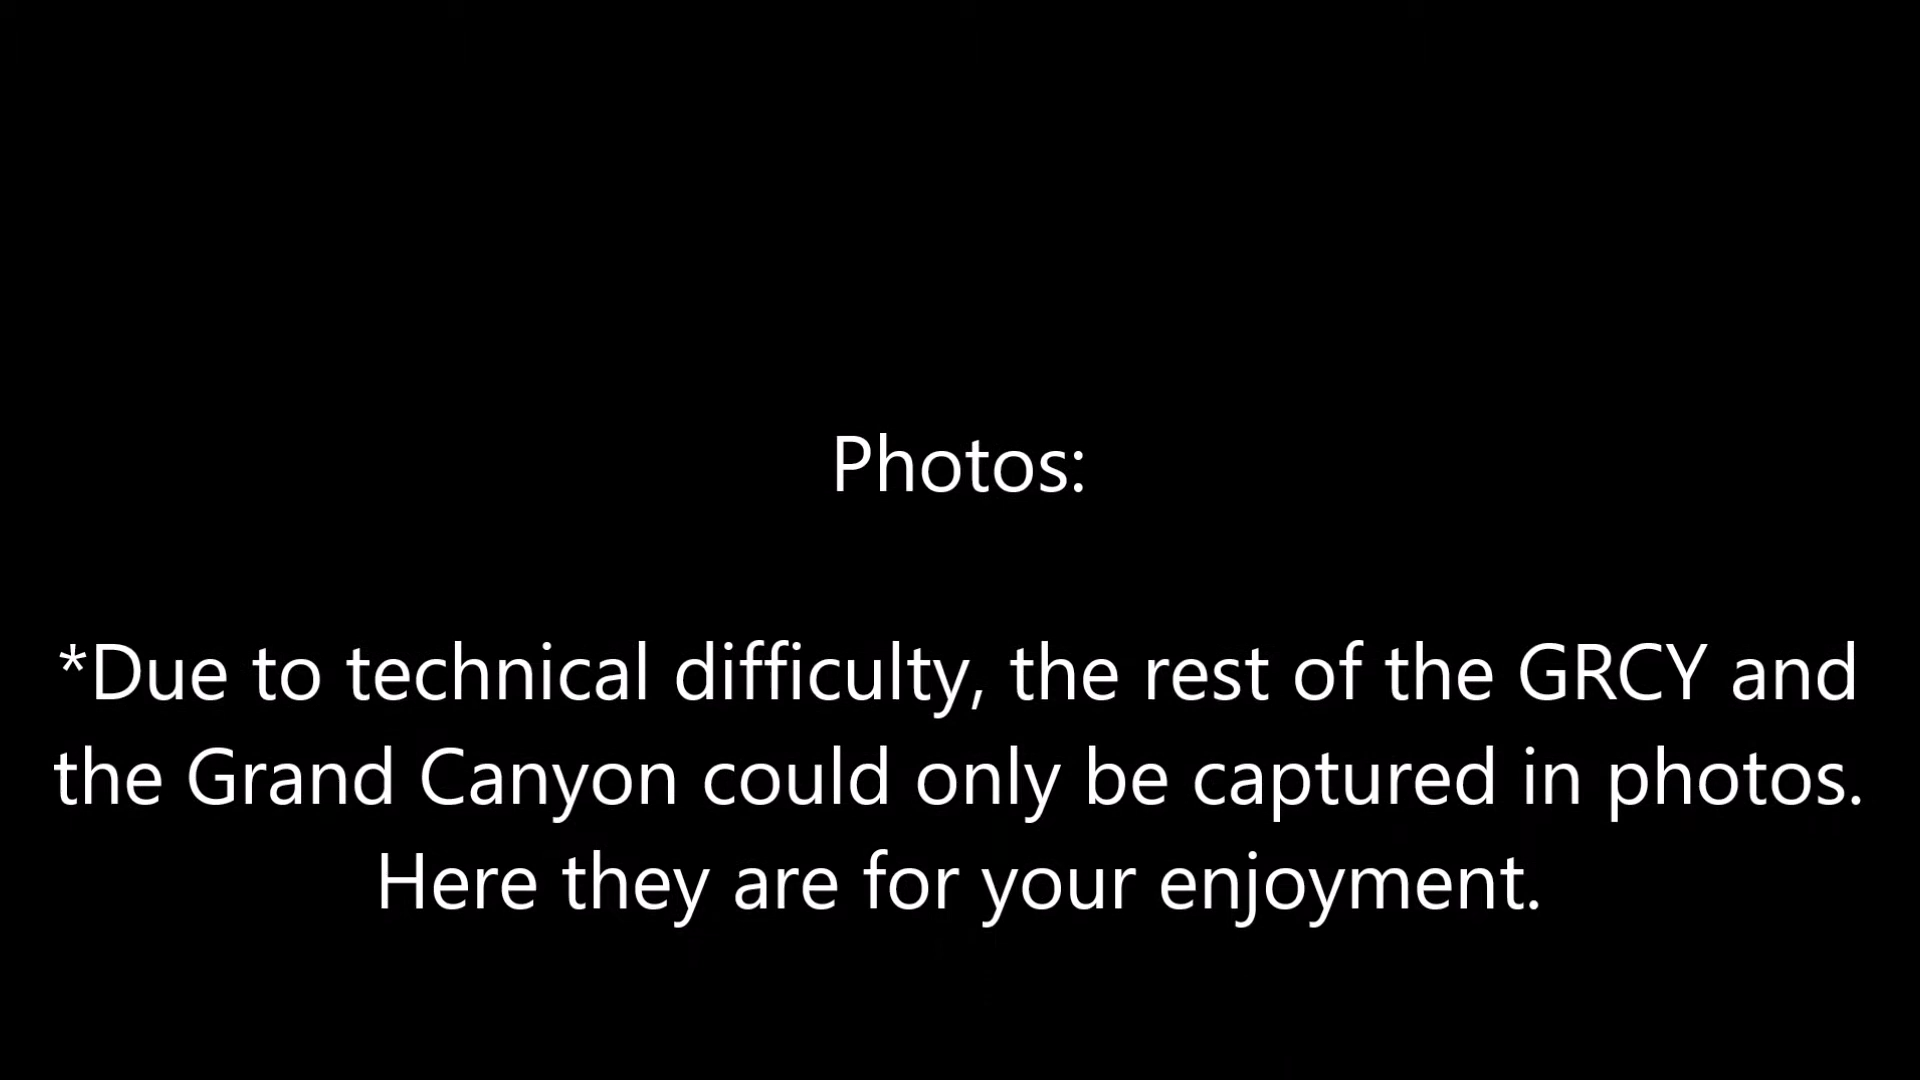 Photos:
*Due to technical difficulty, the rest of the GRCY and
the Grand Canyon could only be captured in photos.
Here they are for your enjoyment.